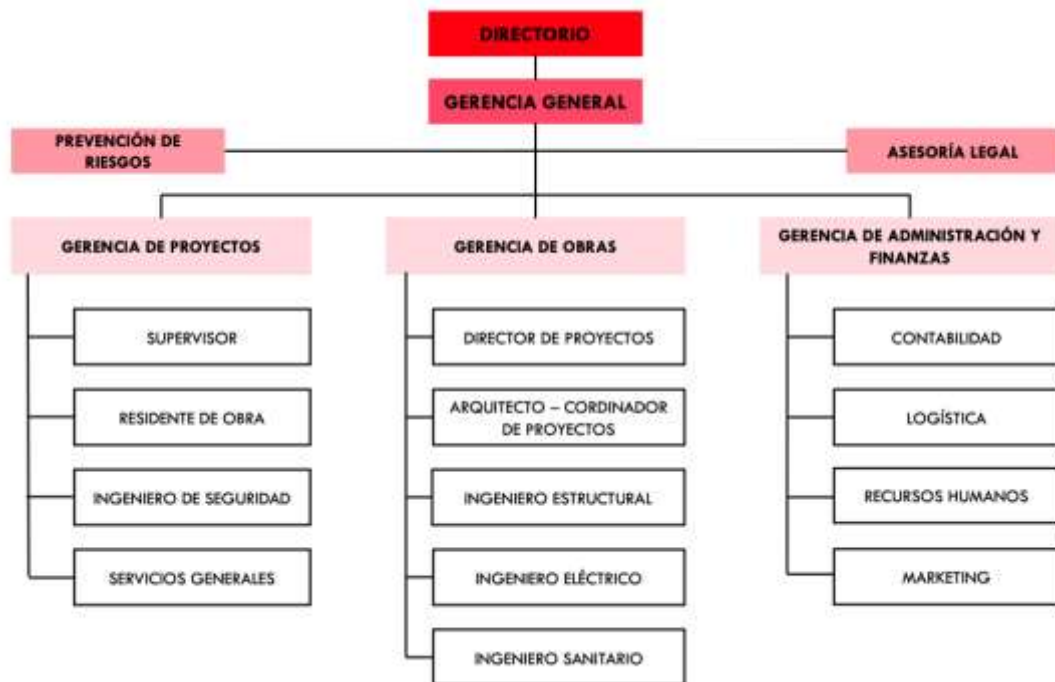 DIRECTORIO
GERENCIA GENERAL
PREVENCIÓN DE
RIESGOS
ASESORÍA LEGAL
GERENCIA DE PROYECTOS
SUPERVISOR
RESIDENTE DE OBRA
INGENIERO DE SEGURIDAD
SERVICIOS GENERALES
GERENCIA DE OBRAS
DIRECTOR DE PROYECTOS
ARQUITECTO – CORDINADOR
DE PROYECTOS
INGENIERO ESTRUCTURAL
INGENIERO ELÉCTRICO
INGENIERO SANITARIO
GERENCIA DE ADMINISTRACIÓN Y
FINANZAS
CONTABILIDAD
LOGÍSTICA
RECURSOS HUMANOS
MARKETING